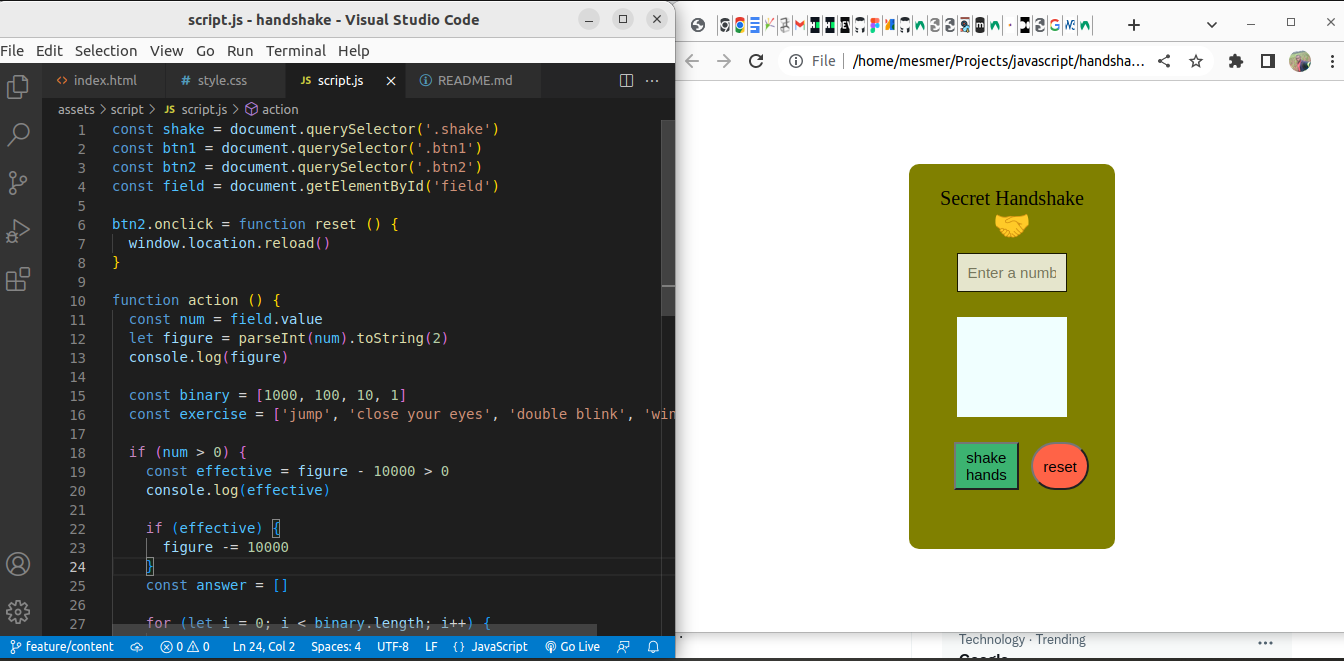 script.js - handshake - Visual Studio Code
File Edit Selection View Go Run Terminal Help
index.html
# style.css
JS script.js
README.md
assets > script > JS script.js > action
1 const shake = document.querySelector('.shake')
2 const btn1 = document.querySelector('.btn1')
3 const btn2 = document.querySelector('.btn2')
4 const field = document.getElementById('field')
5
6 btn2.onclick = function reset () {
7 window.location.reload()
8 }
9
10 function action () {
11 const num = field.value
12 let figure = parseInt(num).toString(2)
13 console.log(figure)
14
15 const binary = [1000, 100, 10, 1]
16 const exercise = ['jump', 'close your eyes', 'double blink', 'win
17
18 if (num > 0) {
19 const effective = figure - 10000 > 0
20 console.log(effective)
21
22 if (effective) {
23 figure -= 10000
24 }
25 const answer = []
26
27 for (let i = 0; i < binary.length; i++) {
feature/content 0 0 Ln 24, Col 2 Spaces: 4 UTF-8 LF {} JavaScript Go Live
File /home/mesmer/Projects/javascript/handsha…
Secret Handshake
Enter a numb
shake
hands
reset
Technology · Trending
Google